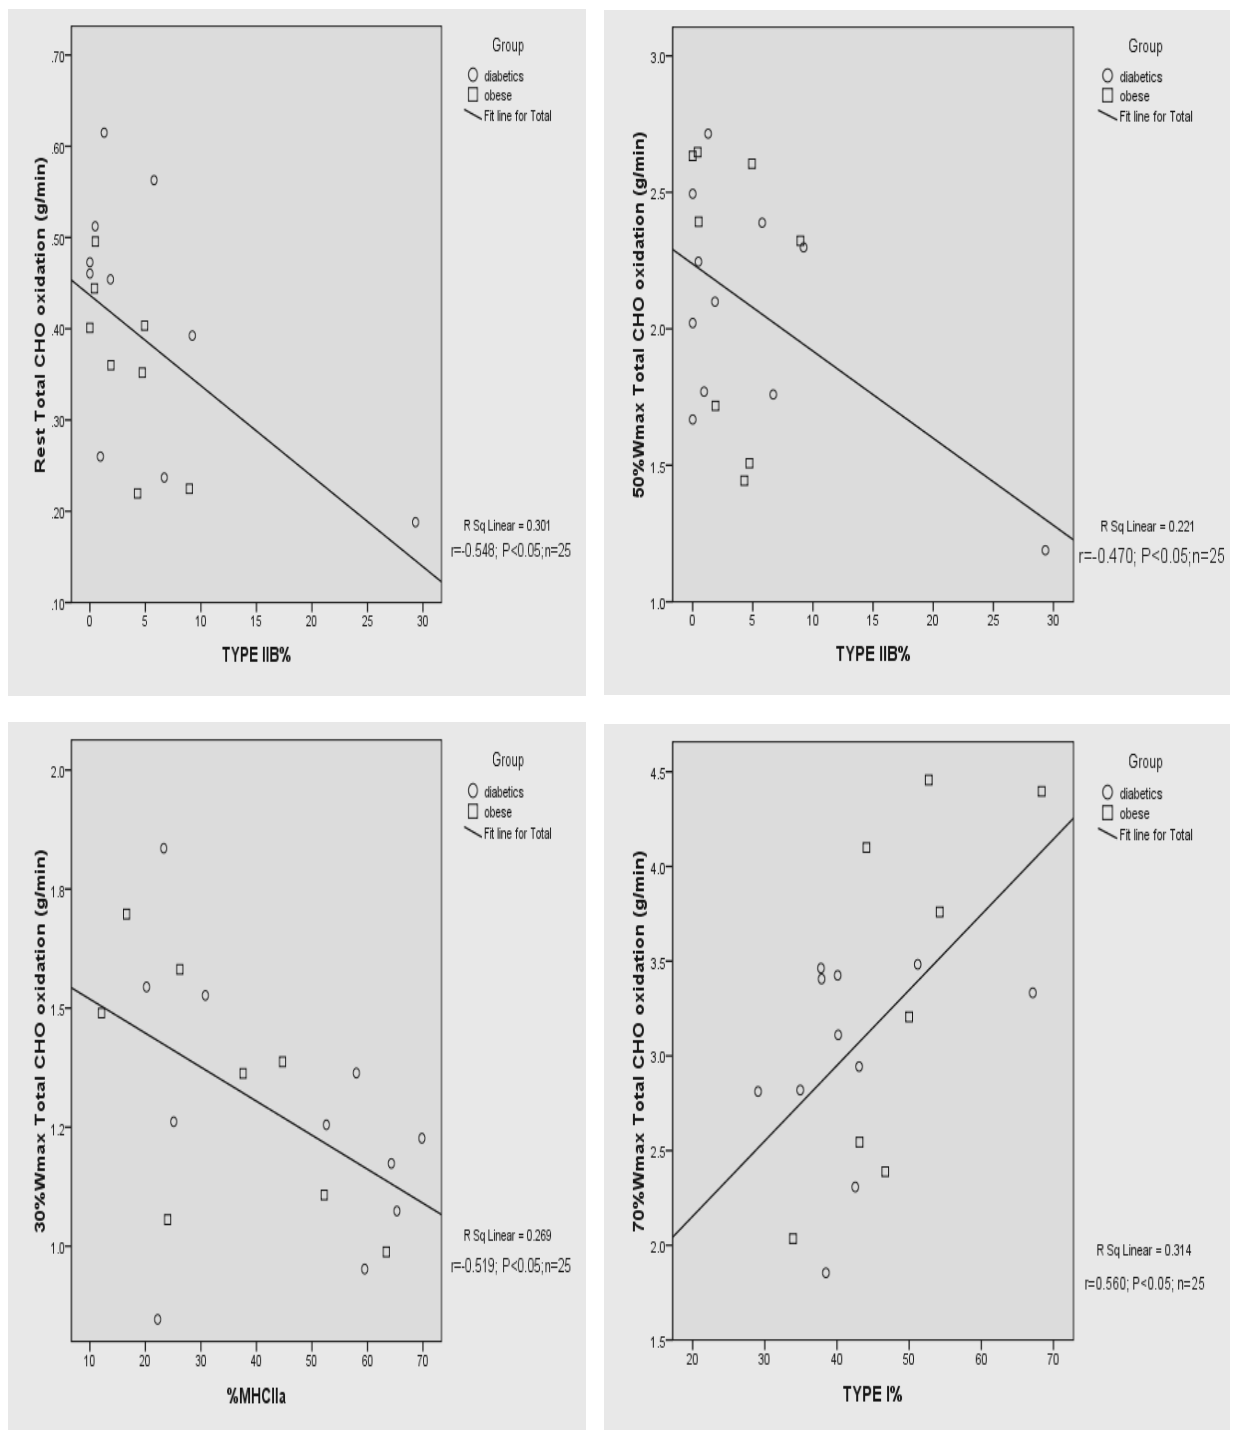 Group
diabetics
obese
Fit line for Total
Rest Total CHO oxidation (g/min)
.70
.60
.50
.40
.30
.20
.10
0 5 10 15 20 25 30
TYPE IIB%
R Sq Linear = 0.301
r=-0.548; P<0.05;n=25
Group
diabetics
obese
Fit line for Total
50%Wmax Total CHO oxidation (g/min)
3.0
2.5
2.0
1.5
1.0
0 5 10 15 20 25 30
TYPE IIB%
R Sq Linear = 0.221
r=-0.470; P<0.05;n=25
Group
diabetics
obese
Fit line for Total
30%Wmax Total CHO oxidation (g/min)
2.0
1.8
1.5
1.2
1.0
10 20 30 40 50 60 70
%MHCIIa
R Sq Linear = 0.269
r=-0.519; P<0.05;n=25
Group
diabetics
obese
Fit line for Total
70%Wmax Total CHO oxidation (g/min)
4.5
4.0
3.5
3.0
2.5
2.0
1.5
20 30 40 50 60 70
TYPE I%
R Sq Linear = 0.314
r=0.560; P<0.05; n=25